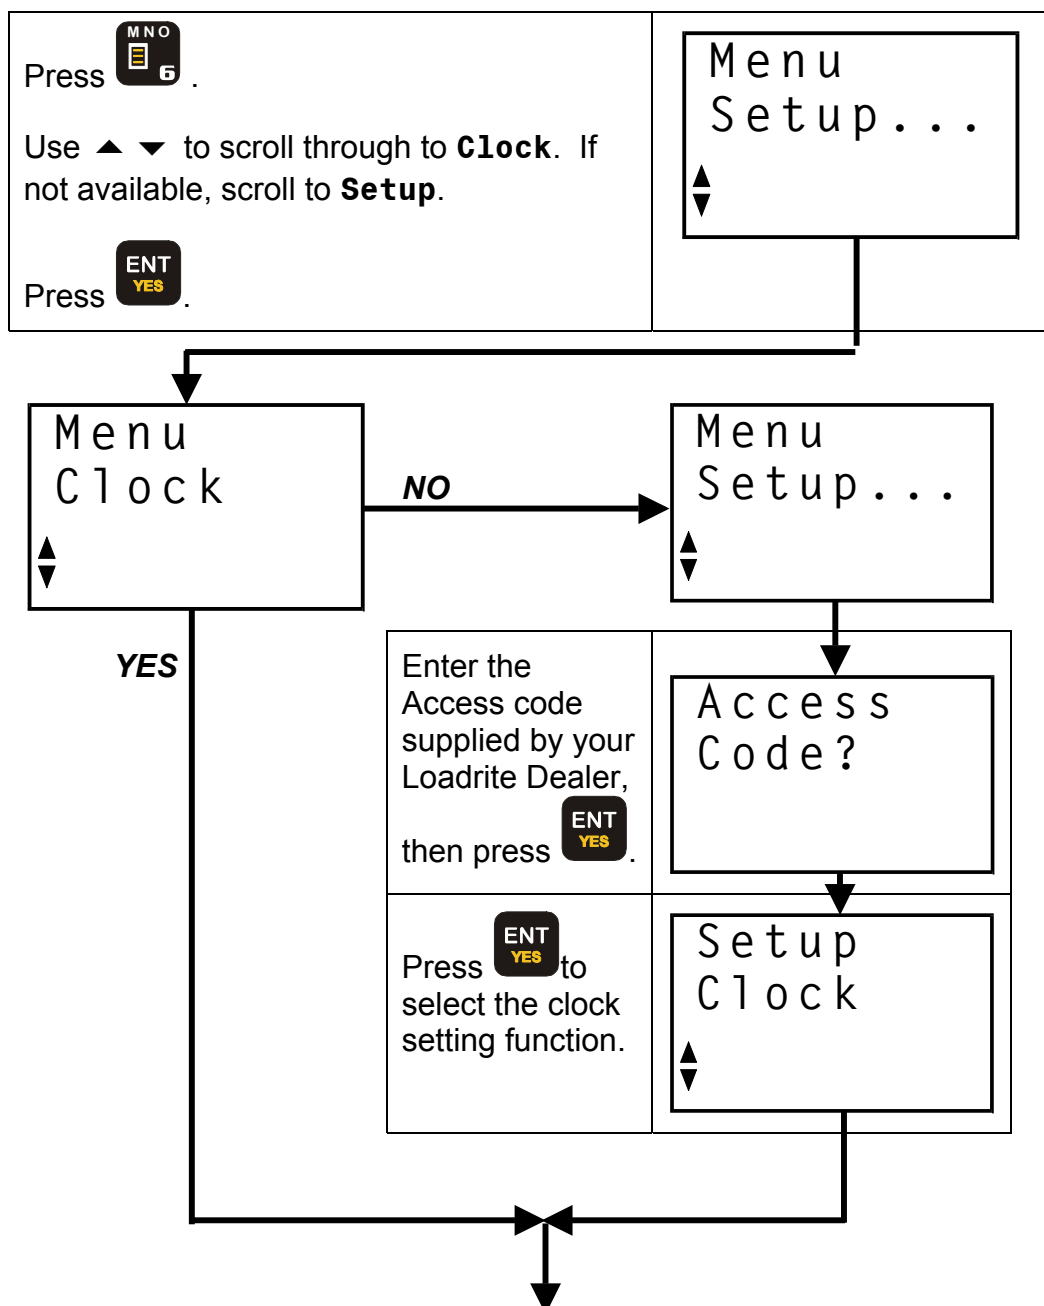 MNO
6
Press .
Use to scroll through to Clock. If
not available, scroll to Setup.
ENT
YES
Press .
Menu
Setup...
Menu
Clock
NO
Menu
Setup...
YES
Enter the
Access code
supplied by your
Loadrite Dealer,
ENT
YES
then press .
Access
Code?
ENT
YES
Press to
select the clock
setting function.
Setup
Clock